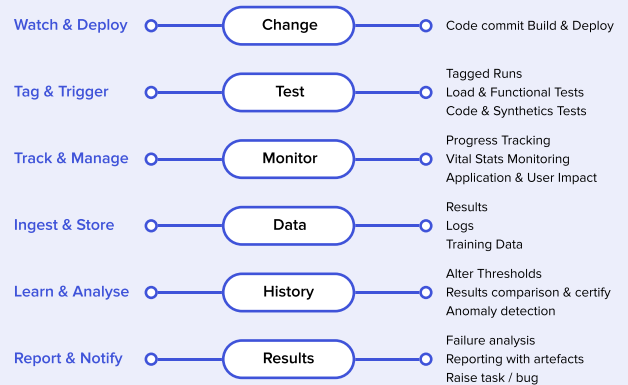 Watch & Deploy
Change
Code commit Build & Deploy
Tag & Trigger
Test
Tagged Runs
Load & Functional Tests
Code & Synthetics Tests
Track & Manage
Monitor
Progress Tracking
Vital Stats Monitoring
Application & User Impact
Ingest & Store
Data
Results
Logs
Training Data
Learn & Analyse
History
Alter Thresholds
Results comparison & certify
Anomaly detection
Report & Notify
Results
Failure analysis
Reporting with artefacts
Raise task / bug